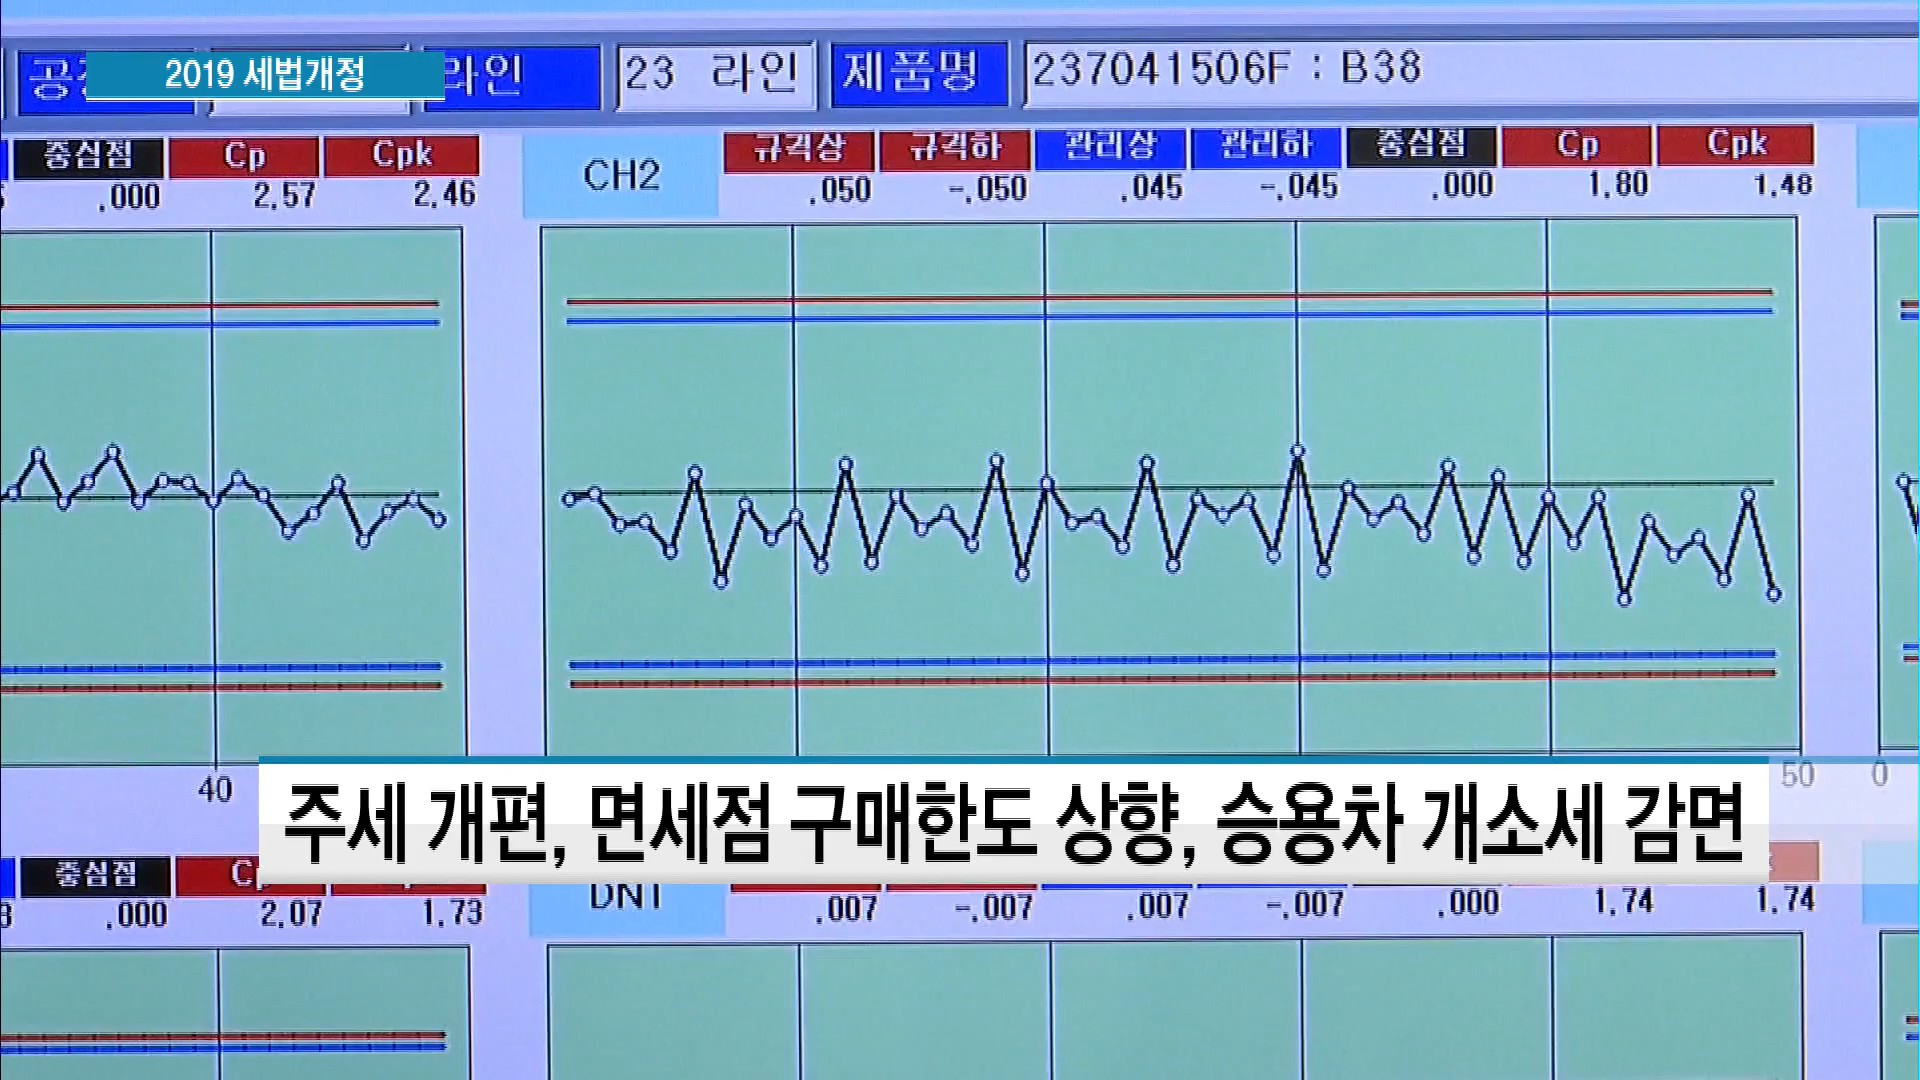 2019 세법개정
라인 23 라인 제품명 237041506F : B38
중심점 Cp Cpk CH2 규격상 규격하 관리상 관리하 중심점 Cp Cpk
.000 2.57 2.46 .050 -.050 .045 -.045 .000 1.80 1.48
40 50 0
주세 개편, 면세점 구매한도 상향, 승용차 개소세 감면
중심점
.000 2.07 1.73 .007 -.007 .007 -.007 .000 1.74 1.74